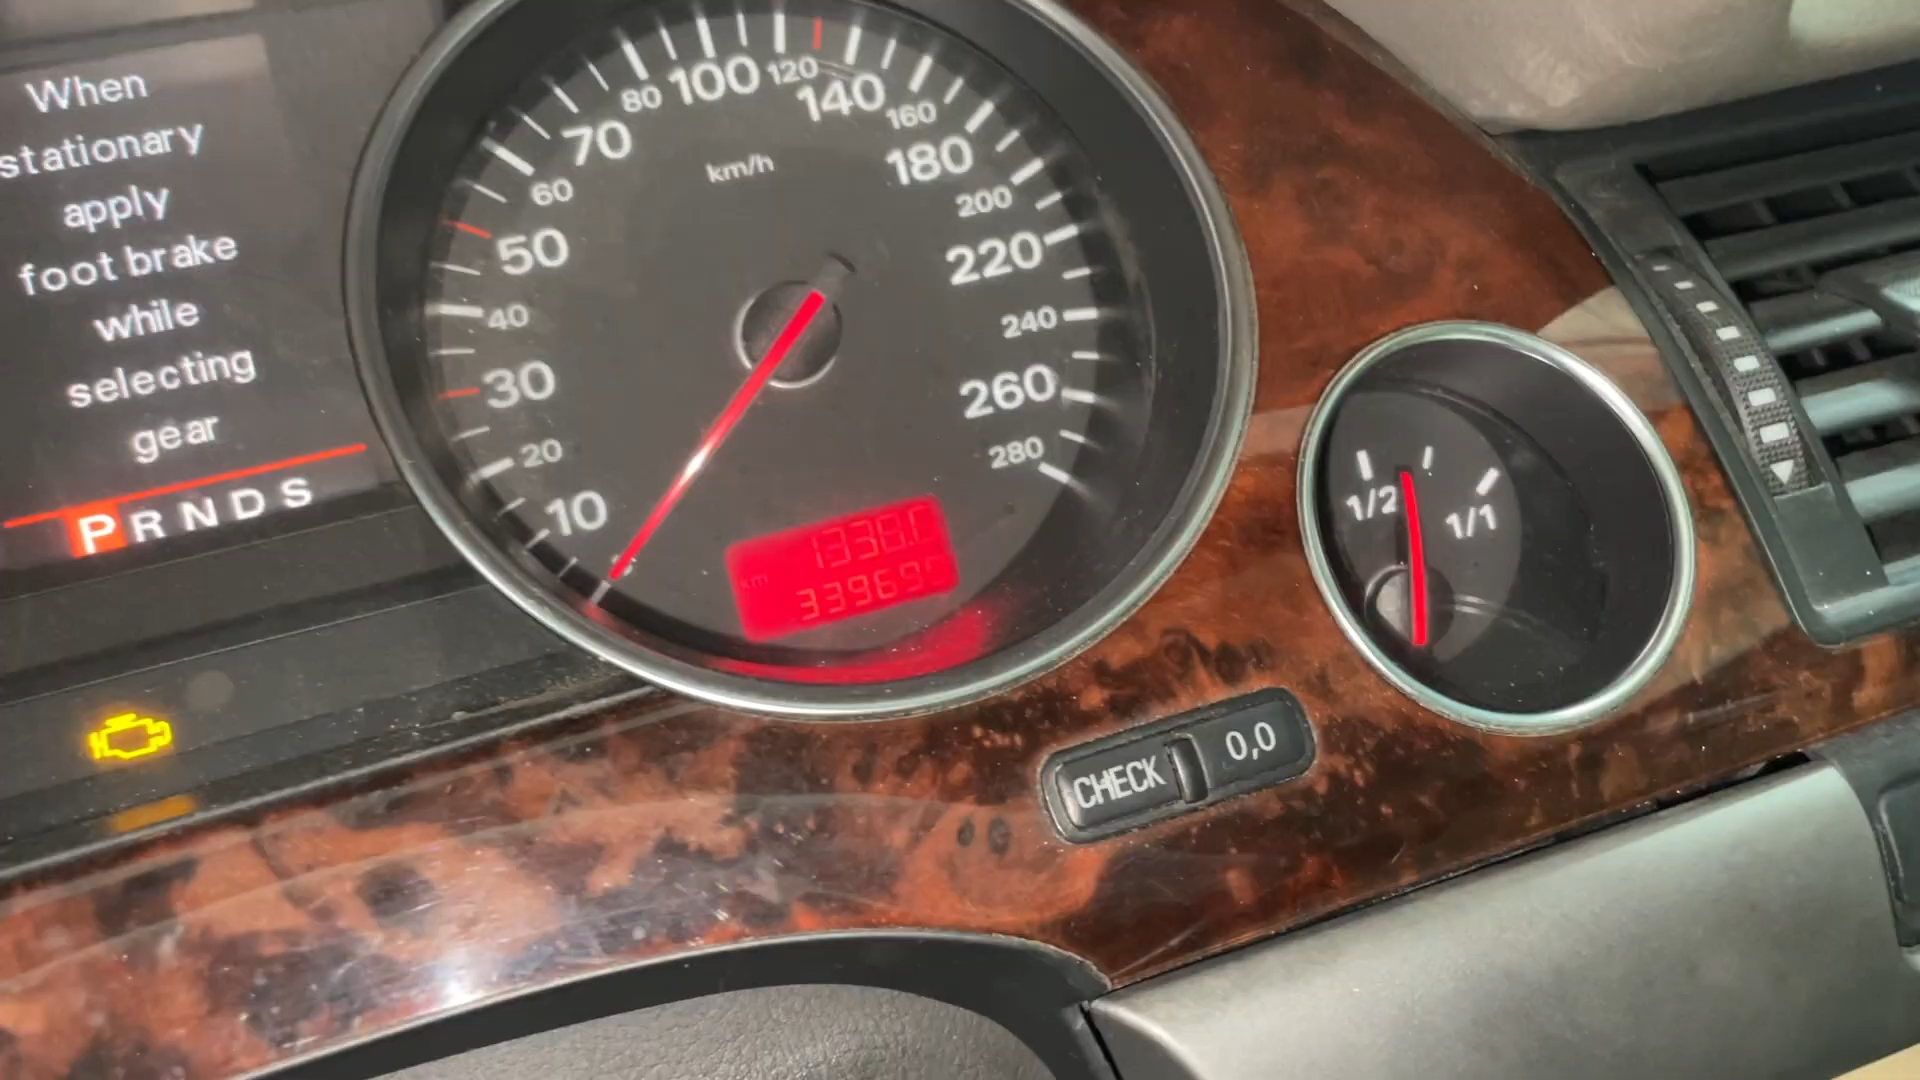 When
stationary
apply
foot brake
while
selecting
gear
P R N D S
10
20
30
40
50
60
70
80
100
120
140
160
180
200
220
240
260
280
km/h
km
1/2
1/1
CHECK
0,0